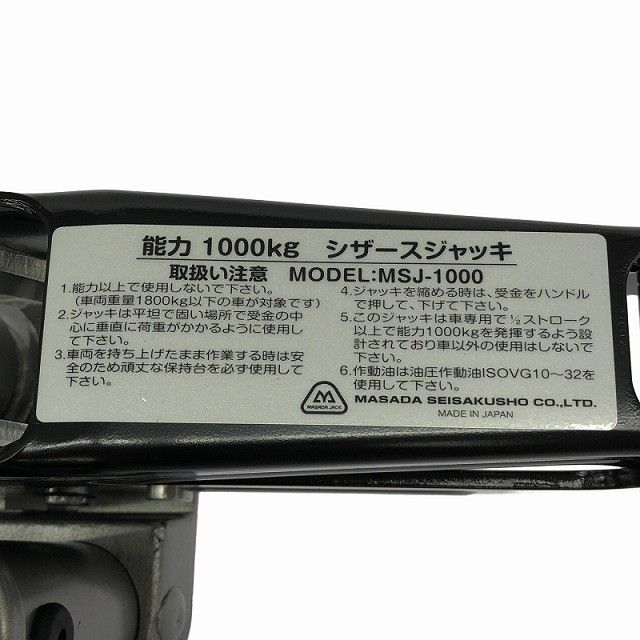 能力 1000kg シザースジャッキ
取扱い注意 MODEL:MSJ-1000
1.能力以上で使用しないで下さい。
(車両重量1800kg以下の車が対象です)
2.ジャッキは平坦で固い場所で受金の中
心に垂直に荷重がかかるように使用し
て下さい。
3.車両を持ち上げたまま作業する時は安
全のため頑丈な保持台を必ず使用して
下さい。
4.ジャッキを縮める時は、受金をハンドル
で押して、下げて下さい。
5.このジャッキは車専用で⅓ストローク
以上で能力1000kgを発揮するよう設
計されており車以外の使用はしないで
下さい。
6.作動油は油圧作動油ISOVG10〜32を
使用して下さい。
MASADA JACK
MASADA SEISAKUSHO CO.,LTD.
MADE IN JAPAN